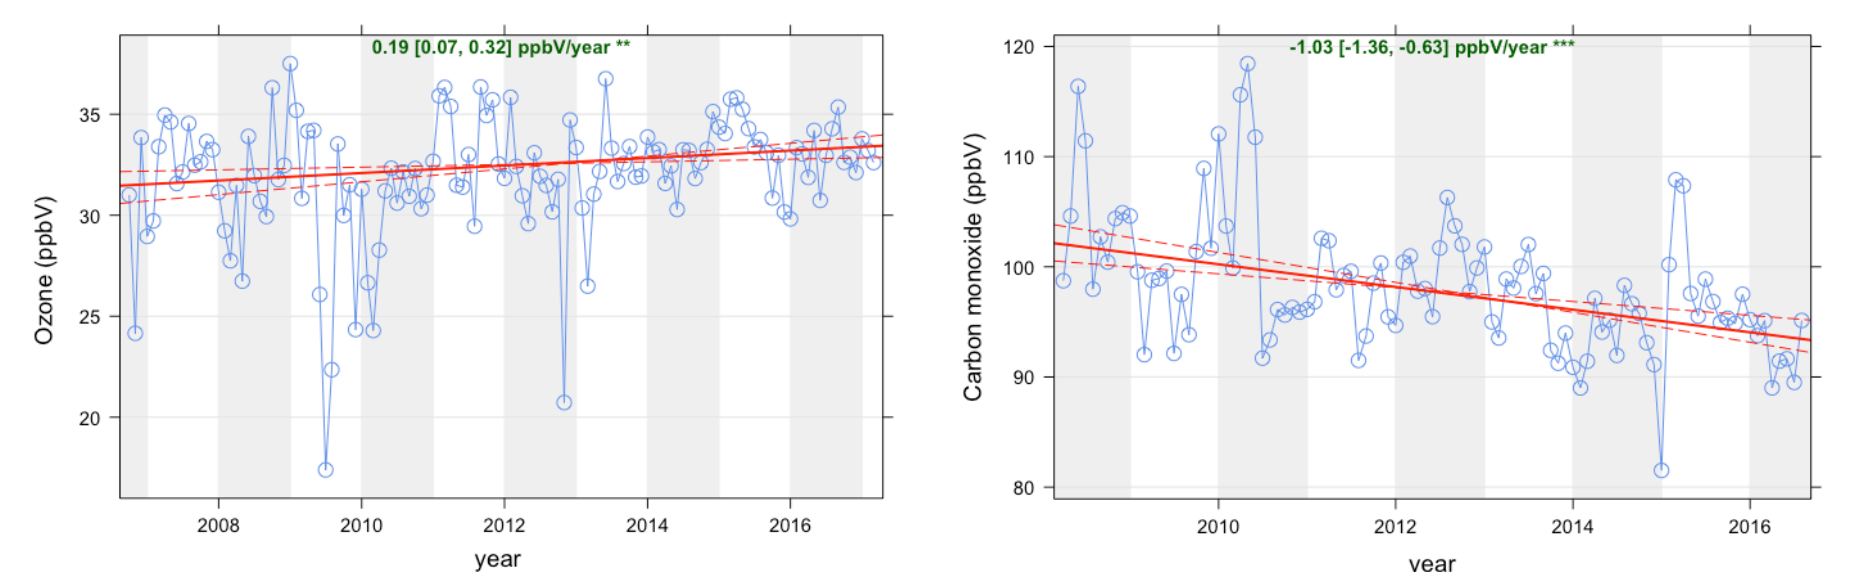 0.19 [0.07, 0.32] ppbV/year **
Ozone (ppbV)
35
30
25
20
2008 2010 2012 2014 2016
year
-1.03 [-1.36, -0.63] ppbV/year ***
Carbon monoxide (ppbV)
120
110
100
90
80
2010 2012 2014 2016
year